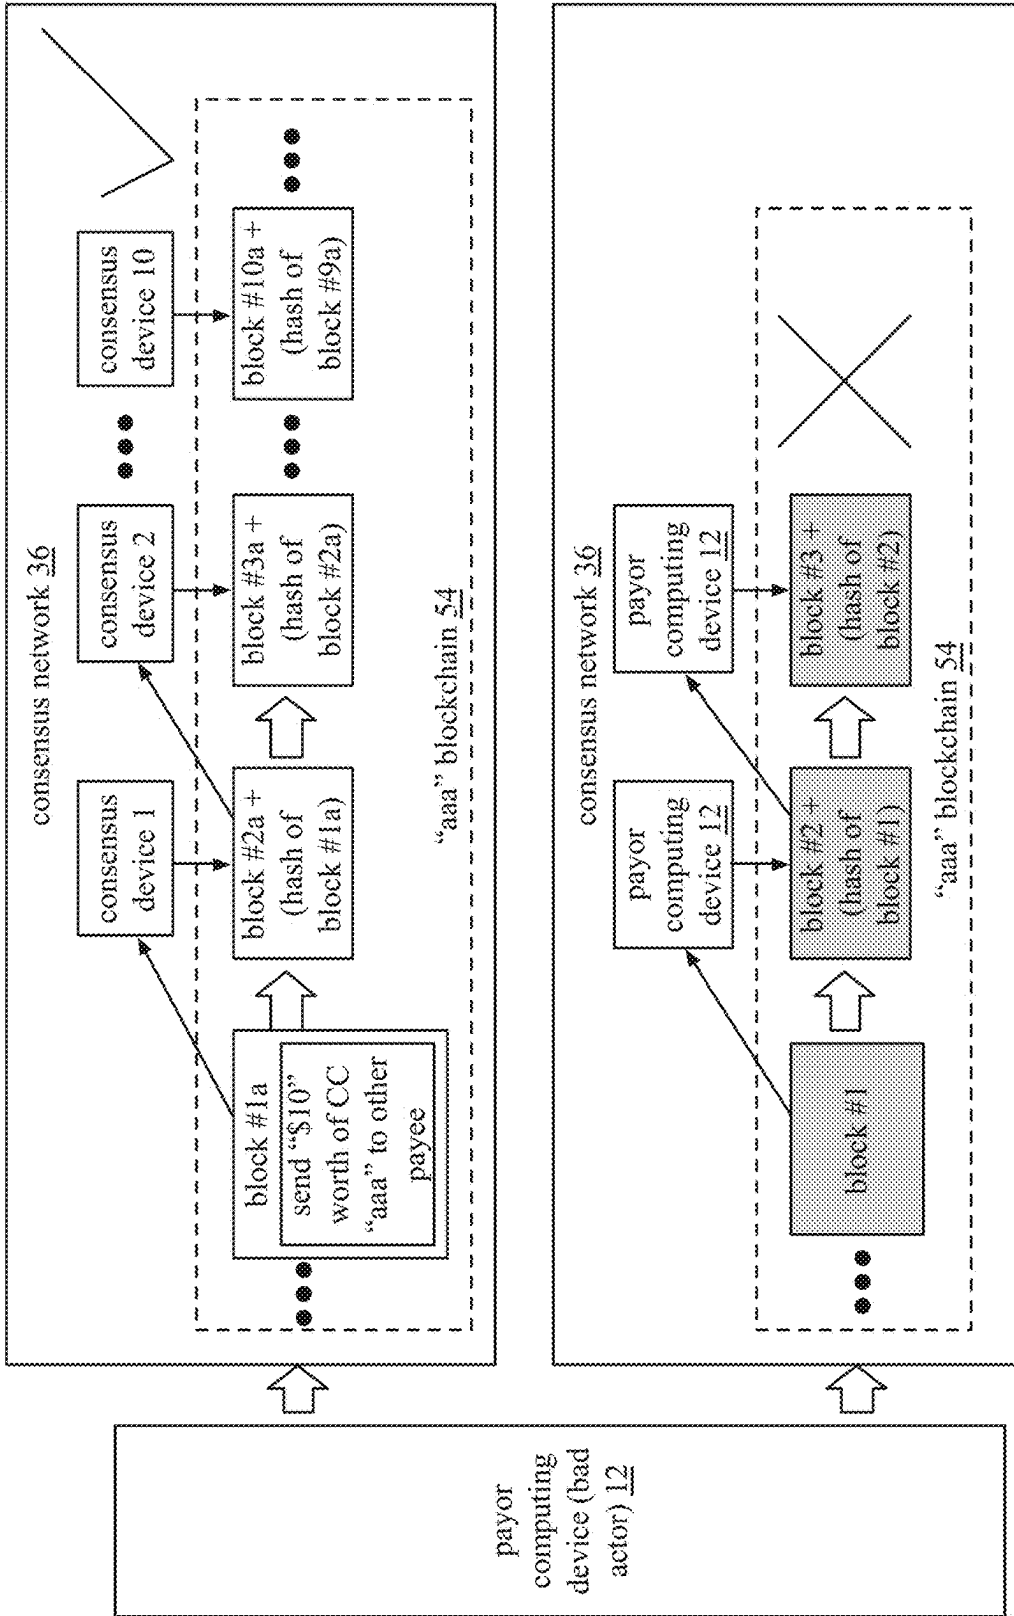 payor
computing
device (bad
actor) 12
consensus network 36
consensus
device 1
consensus
device 2
consensus
device 10
block #1a
send “$10”
worth of CC
“aaa” to other
payee
block #2a +
(hash of
block #1a)
block #3a +
(hash of
block #2a)
block #10a +
(hash of
block #9a)
“aaa” blockchain 54
consensus network 36
payor
computing
device 12
payor
computing
device 12
block #1
block #2 +
(hash of
block #1)
block #3 +
(hash of
block #2)
“aaa” blockchain 54